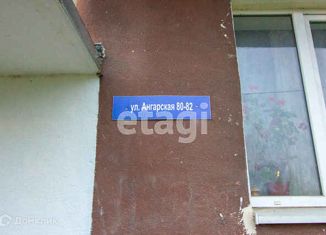 ул. Ангарская 80-82
etagi
ДомКлик